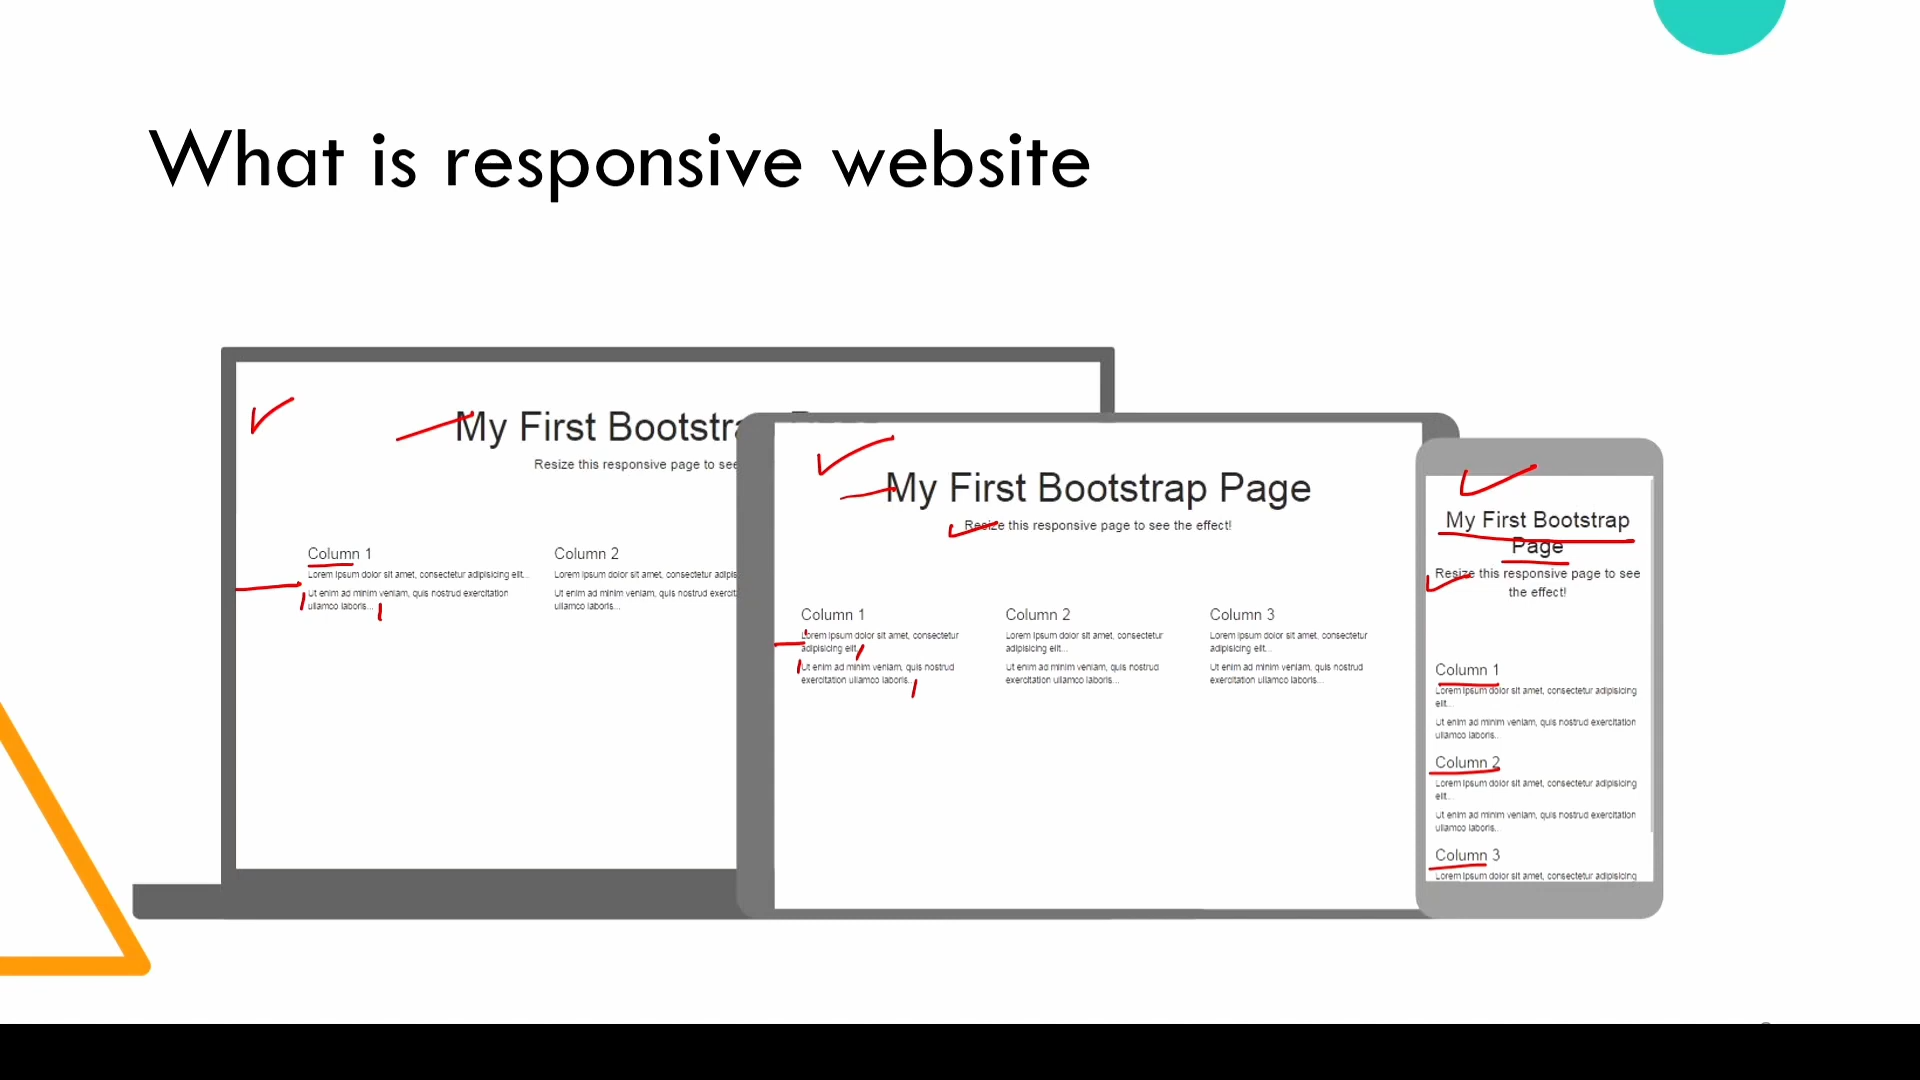 What is responsive website
My First Bootstra
Resize this responsive page to see
Column 1
Lorem ipsum dolor sit amet, consectetur adipisicing elit...
Ut enim ad minim veniam, quis nostrud exercitation
ullamco laboris...
Column 2
Lorem ipsum dolor sit amet, consectetur adipis
Ut enim ad minim veniam, quis nostrud exercit
ullamco laboris...
My First Bootstrap Page
Resize this responsive page to see the effect!
Column 1
Lorem ipsum dolor sit amet, consectetur
adipisicing elit...
Ut enim ad minim veniam, quis nostrud
exercitation ullamco laboris...
Column 2
Lorem ipsum dolor sit amet, consectetur
adipisicing elit...
Ut enim ad minim veniam, quis nostrud
exercitation ullamco laboris...
Column 3
Lorem ipsum dolor sit amet, consectetur
adipisicing elit...
Ut enim ad minim veniam, quis nostrud
exercitation ullamco laboris...
My First Bootstrap
Page
Resize this responsive page to see
the effect!
Column 1
Lorem ipsum dolor sit amet, consectetur adipisicing
elit...
Ut enim ad minim veniam, quis nostrud exercitation
ullamco laboris...
Column 2
Lorem ipsum dolor sit amet, consectetur adipisicing
elit...
Ut enim ad minim veniam, quis nostrud exercitation
ullamco laboris...
Column 3
Lorem ipsum dolor sit amet, consectetur adipisicing